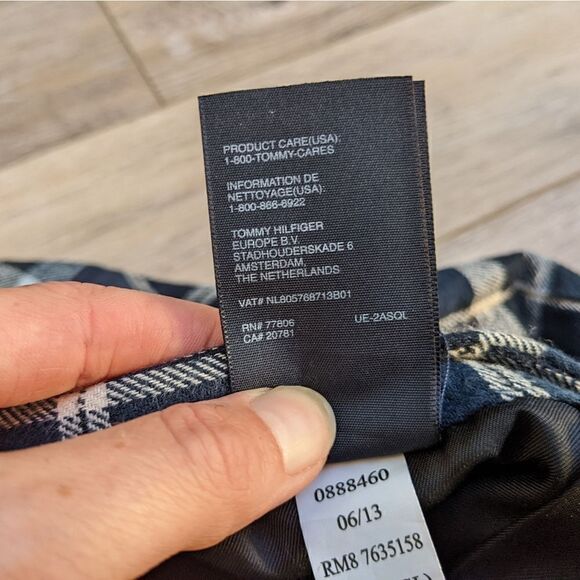 PRODUCT CARE(USA):
1-800-TOMMY-CARES
INFORMATION DE
NETTOYAGE(USA):
1-800-866-6922
TOMMY HILFIGER
EUROPE B.V.
STADHOUDERSKADE 6
AMSTERDAM,
THE NETHERLANDS
VAT# NL805768713B01
RN# 77806 UE-2ASQL
CA# 20781
0888460
06/13
RM8 7635158